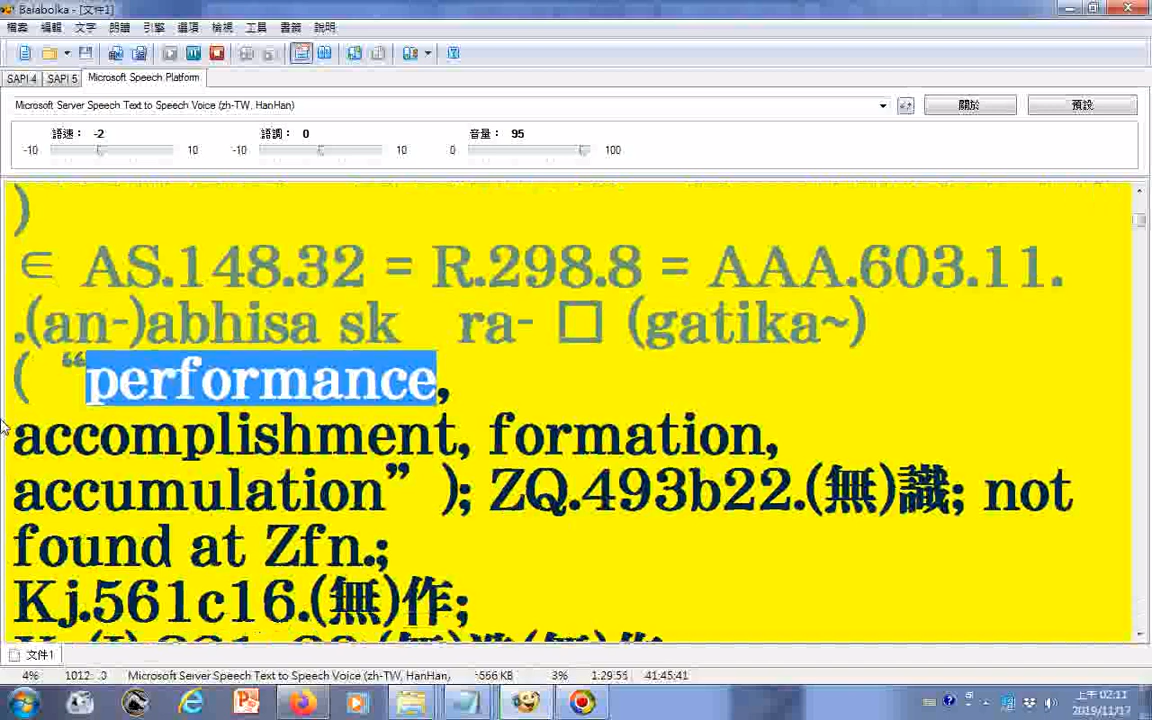 Balabolka - [文件1]
檔案 編輯 文字 朗讀 引擎 選項 檢視 工具 書籤 說明
SAPI 4 SAPI 5 Microsoft Speech Platform
Microsoft Server Speech Text to Speech Voice (zh-TW, HanHan) 關於 預設
語速: -2 語調: 0 音量: 95
-10 10 -10 10 0 100
)
∈ AS.148.32 = R.298.8 = AAA.603.11.
.(an-)abhisa sk ra- □ (gatika~)
( “performance,
accomplishment, formation,
accumulation” ); ZQ.493b22.(無)識; not
found at Zfn.;
Kj.561c16.(無)作;
文件1
4% 1012: 3 Microsoft Server Speech Text to Speech Voice (zh-TW, HanHan, 566 KB 3% 1:29:55 41:45:41
上午 02:11
2019/11/17